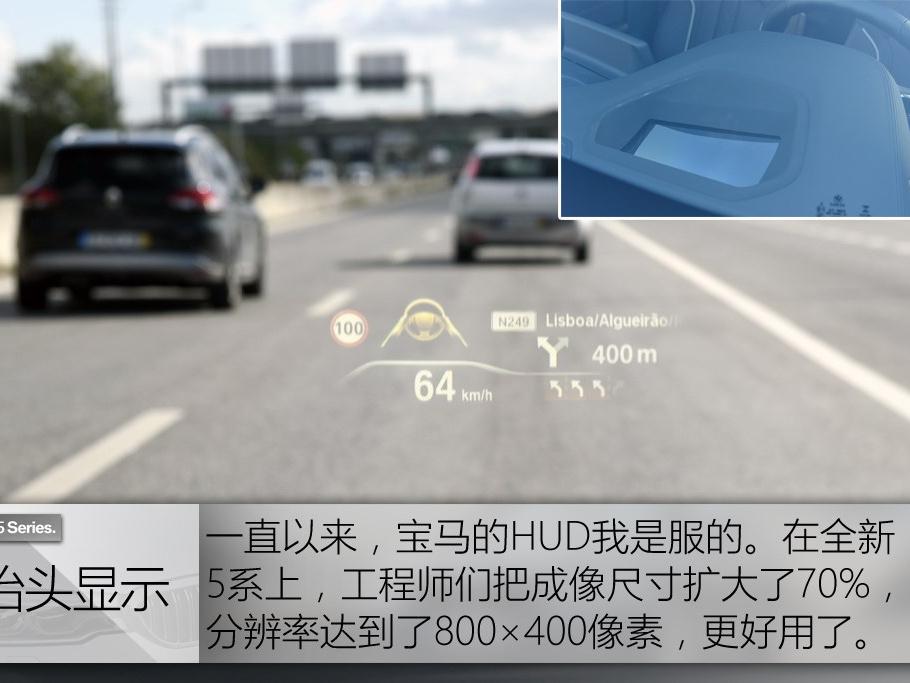 100
N249 Lisboa/Algueirão/
400 m
64 km/h
5 Series.
抬头显示
一直以来，宝马的HUD我是服的。在全新
5系上，工程师们把成像尺寸扩大了70%，
分辨率达到了800×400像素，更好用了。